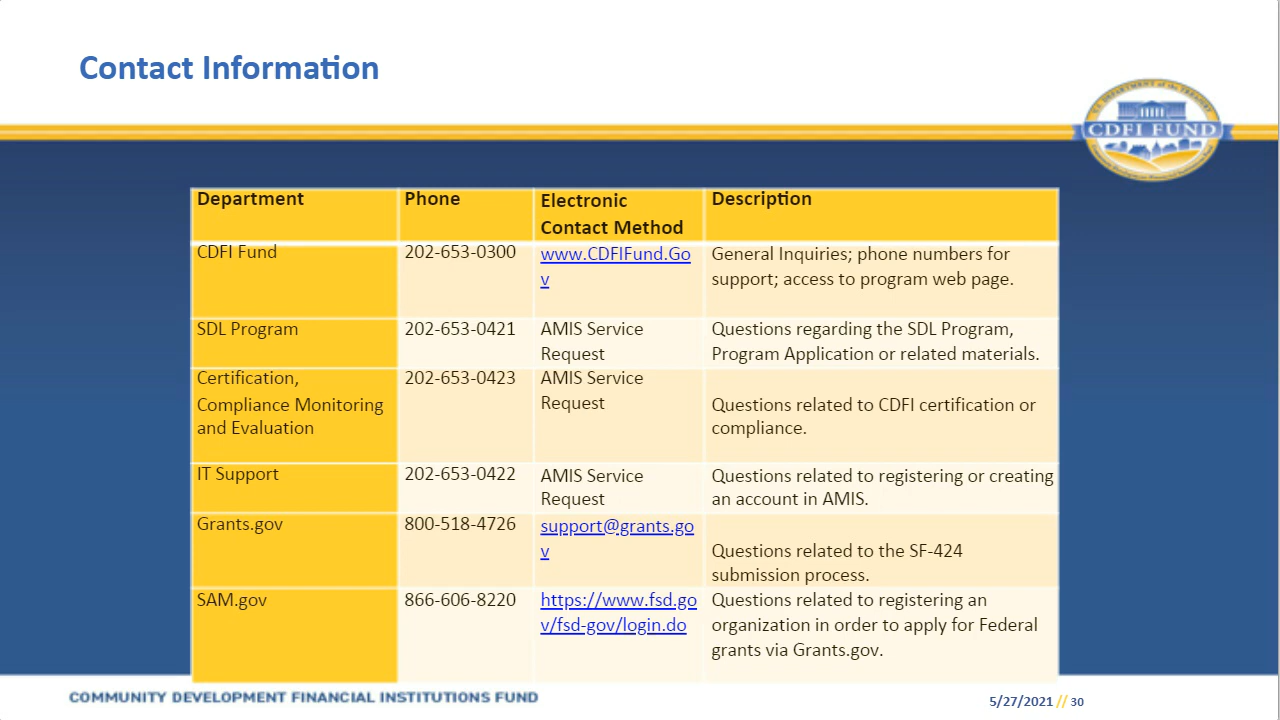 Contact Information
U.S. DEPARTMENT of the TREASURY
CDFI FUND
Department Phone Electronic Contact Method Description
CDFI Fund 202-653-0300 www.CDFIFund.Go
v
General Inquiries; phone numbers for
support; access to program web page.
SDL Program 202-653-0421 AMIS Service
Request
Questions regarding the SDL Program,
Program Application or related materials.
Certification,
Compliance Monitoring
and Evaluation
202-653-0423 AMIS Service
Request
Questions related to CDFI certification or
compliance.
IT Support 202-653-0422 AMIS Service
Request
Questions related to registering or creating
an account in AMIS.
Grants.gov 800-518-4726 support@grants.go
v
Questions related to the SF-424
submission process.
SAM.gov 866-606-8220 https://www.fsd.go
v/fsd-gov/login.do
Questions related to registering an
organization in order to apply for Federal
grants via Grants.gov.
COMMUNITY DEVELOPMENT FINANCIAL INSTITUTIONS FUND
5/27/2021 // 30